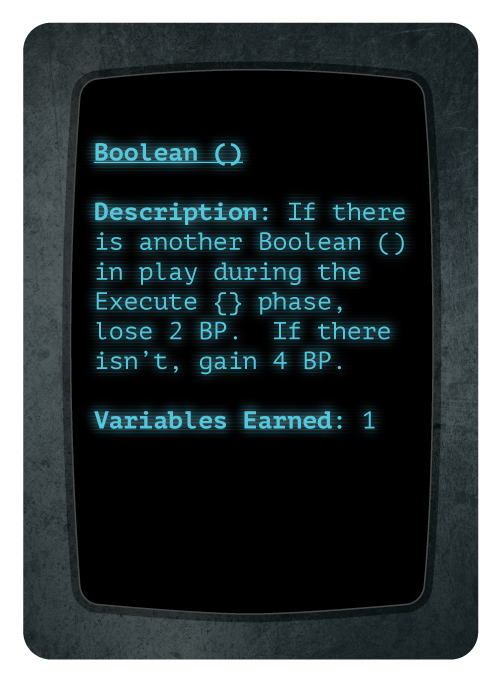 Boolean ()
Description: If there
is another Boolean ()
in play during the
Execute {} phase,
lose 2 BP.  If there
isn’t, gain 4 BP.
Variables Earned: 1